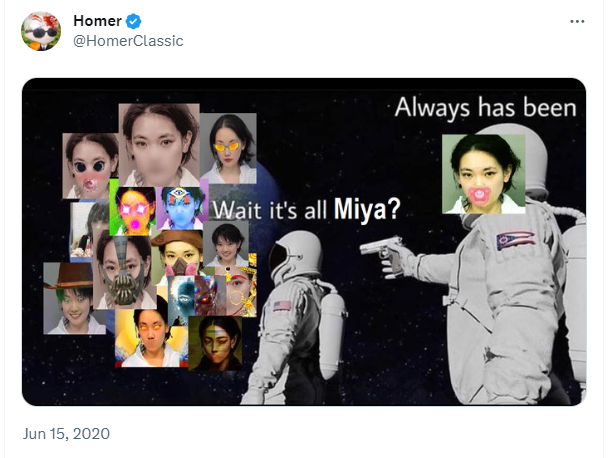 Homer
@HomerClassic
Always has been
Wait it's all Miya?
Jun 15, 2020